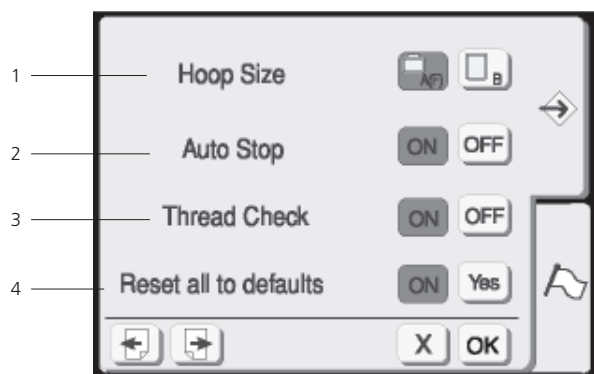 1 Hoop Size A(F) B
2 Auto Stop ON OFF
3 Thread Check ON OFF
4 Reset all to defaults ON Yes
X OK